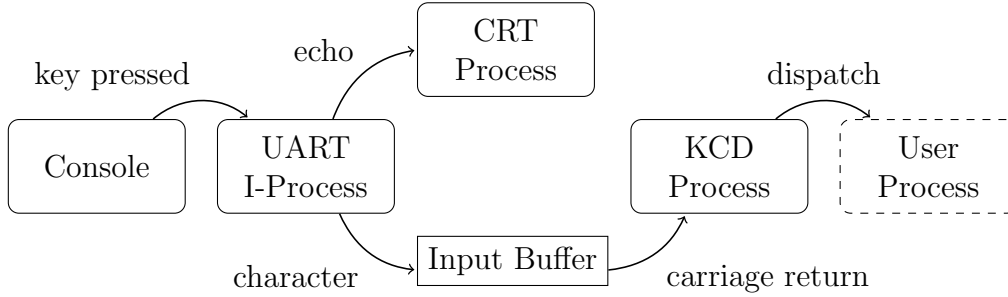 CRT
Process
echo
key pressed
dispatch
Console
UART
I-Process
KCD
Process
User
Process
Input Buffer
character
carriage return